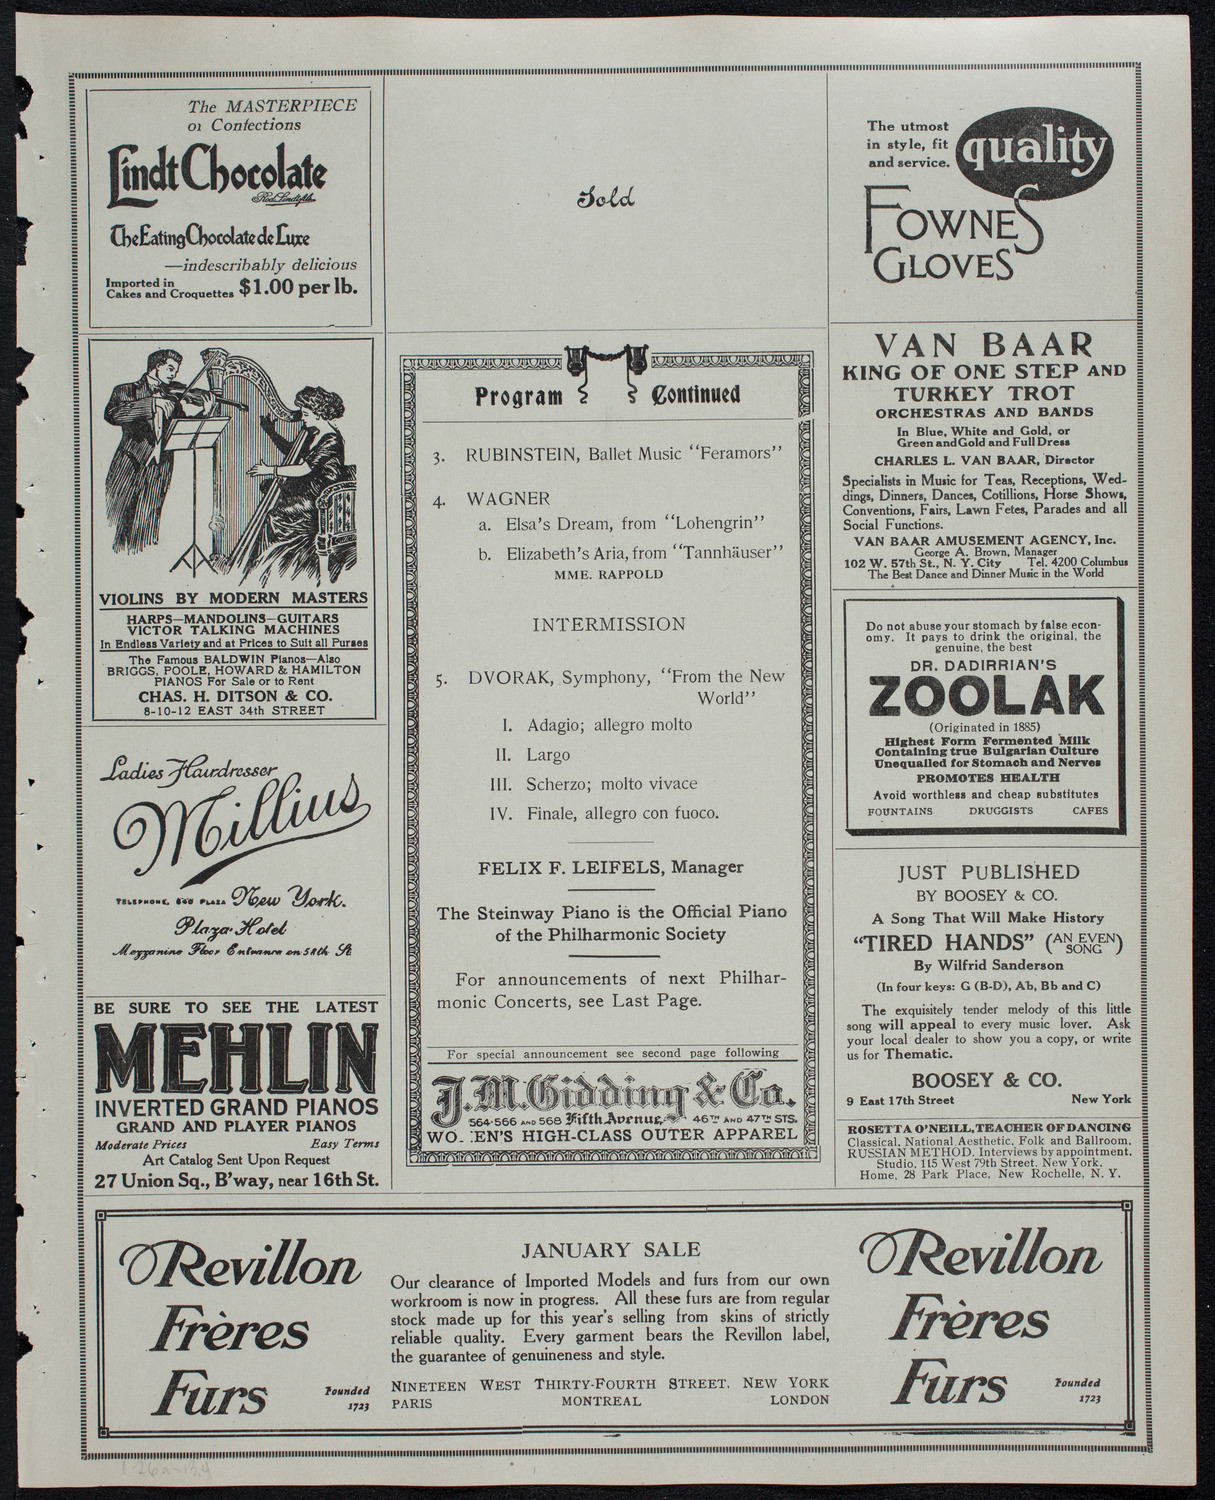 The MASTERPIECE
of Confections
Lindt Chocolate
The Eating Chocolate de Luxe
—indescribably delicious
Imported in
Cakes and Croquettes $1.00 per lb.
VIOLINS BY MODERN MASTERS
HARPS—MANDOLINS—GUITARS
VICTOR TALKING MACHINES
In Endless Variety and at Prices to Suit all Purses
The Famous BALDWIN Pianos—Also
BRIGGS, POOLE, HOWARD & HAMILTON
PIANOS For Sale or to Rent
CHAS. H. DITSON & CO.
8-10-12 EAST 34th STREET
Ladies Hairdresser
Millius
TELEPHONE, 660 PLAZA New York.
Plaza Hotel
Mezzanine Floor Entrance on 58th St
BE SURE TO SEE THE LATEST
MEHLIN
INVERTED GRAND PIANOS
GRAND AND PLAYER PIANOS
Moderate Prices Easy Terms
Art Catalog Sent Upon Request
27 Union Sq., B'way, near 16th St.
Sold
Program Continued
3. RUBINSTEIN, Ballet Music "Feramors"
4. WAGNER
a. Elsa's Dream, from "Lohengrin"
b. Elizabeth's Aria, from "Tannhäuser"
MME. RAPPOLD
INTERMISSION
5. DVORAK, Symphony, "From the New
World"
I. Adagio; allegro molto
II. Largo
III. Scherzo; molto vivace
IV. Finale, allegro con fuoco.
FELIX F. LEIFELS, Manager
The Steinway Piano is the Official Piano
of the Philharmonic Society
For announcements of next Philhar-
monic Concerts, see Last Page.
For special announcement see second page following
J. M. Gidding & Co.
564-566 AND 568 Fifth Avenue, 46TH AND 47TH STS.
WO EN'S HIGH-CLASS OUTER APPAREL
The utmost
in style, fit
and service.
quality
FOWNES
GLOVES
VAN BAAR
KING OF ONE STEP AND
TURKEY TROT
ORCHESTRAS AND BANDS
In Blue, White and Gold, or
Green and Gold and Full Dress
CHARLES L. VAN BAAR, Director
Specialists in Music for Teas, Receptions, Wed-
dings, Dinners, Dances, Cotillions, Horse Shows,
Conventions, Fairs, Lawn Fetes, Parades and all
Social Functions.
VAN BAAR AMUSEMENT AGENCY, Inc.
George A. Brown, Manager
102 W. 57th St., N. Y. City Tel. 4200 Columbus
The Best Dance and Dinner Music in the World
Do not abuse your stomach by false econ-
omy. It pays to drink the original, the
genuine, the best
DR. DADIRRIAN'S
ZOOLAK
(Originated in 1885)
Highest Form Fermented Milk
Containing true Bulgarian Culture
Unequalled for Stomach and Nerves
PROMOTES HEALTH
Avoid worthless and cheap substitutes
FOUNTAINS DRUGGISTS CAFES
JUST PUBLISHED
BY BOOSEY & CO.
A Song That Will Make History
"TIRED HANDS" (AN EVEN SONG)
By Wilfrid Sanderson
(In four keys: G (B-D), Ab, Bb and C)
The exquisitely tender melody of this little
song will appeal to every music lover. Ask
your local dealer to show you a copy, or write
us for Thematic.
BOOSEY & CO.
9 East 17th Street New York
ROSETTA O'NEILL, TEACHER OF DANCING
Classical, National, Aesthetic, Folk and Ballroom,
RUSSIAN METHOD. Interviews by appointment.
Studio, 115 West 79th Street, New York.
Home, 28 Park Place, New Rochelle, N. Y.
Revillon
Frères
Furs
Founded
1723
JANUARY SALE
Our clearance of Imported Models and furs from our own
workroom is now in progress. All these furs are from regular
stock made up for this year's selling from skins of strictly
reliable quality. Every garment bears the Revillon label,
the guarantee of genuineness and style.
NINETEEN WEST THIRTY-FOURTH STREET, NEW YORK
PARIS MONTREAL LONDON
Revillon
Frères
Furs
Founded
1723